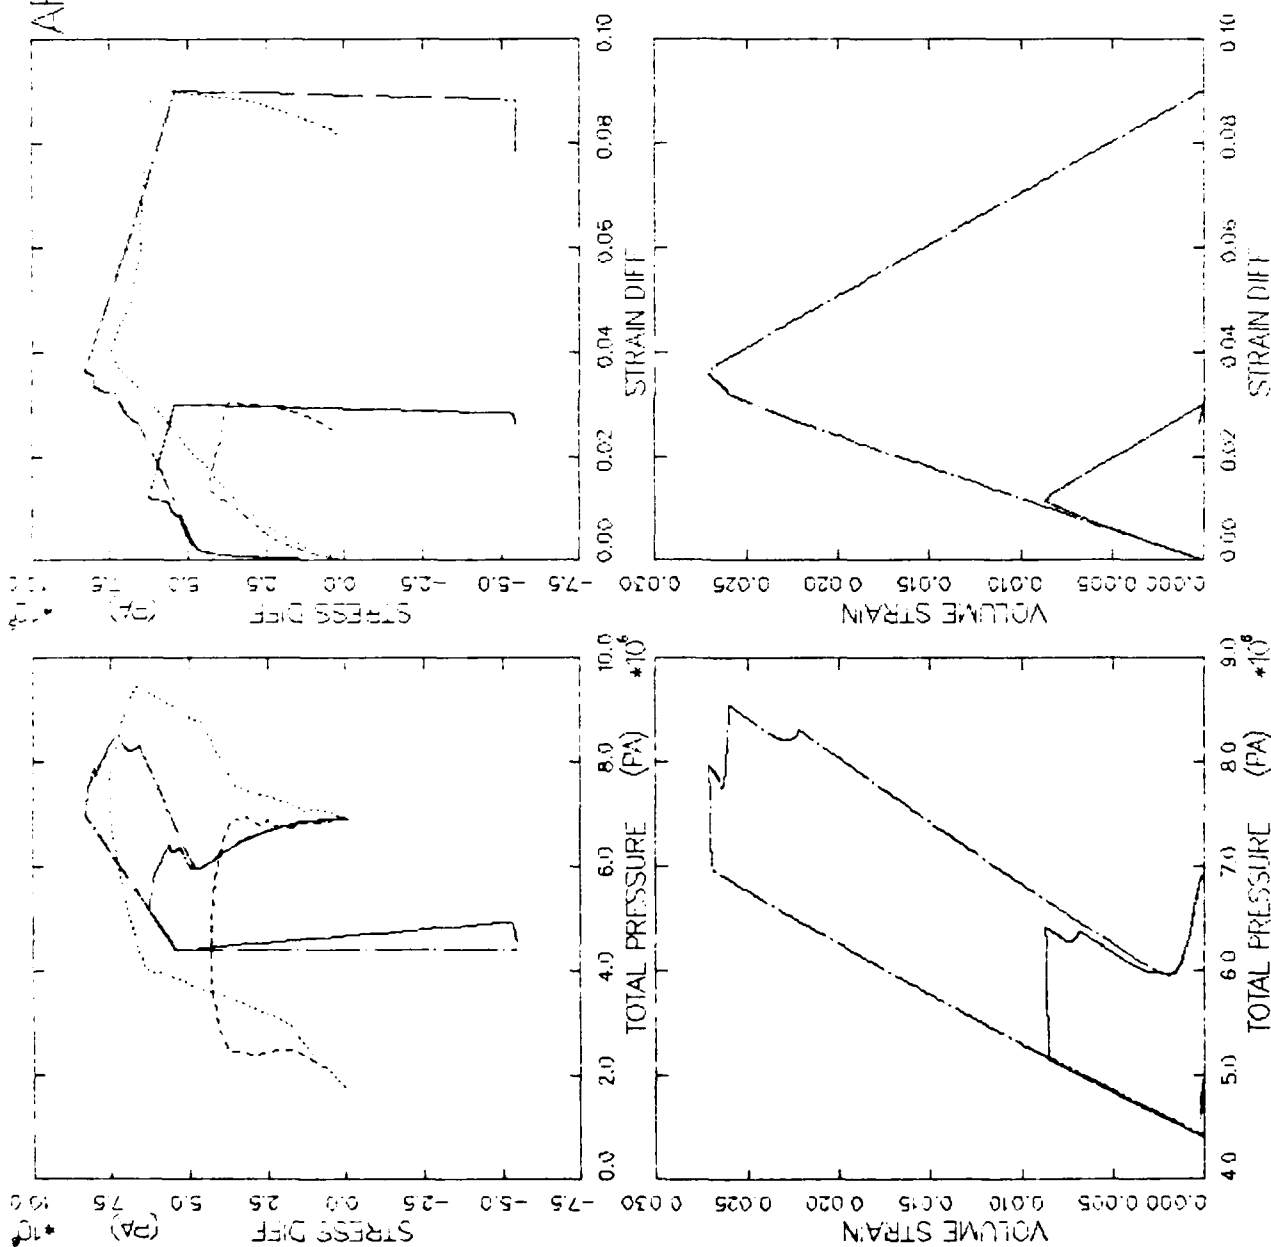 AF
*10⁶
10.0 7.5 5.0 2.5 0.0 -2.5 -5.0 -7.5
(PA)
STRESS DIFF
0.00 0.02 0.04 0.06 0.08 0.10
STRAIN DIFF
0.030 0.025 0.020 0.015 0.010 0.005 0.000
VOLUME STRAIN
0.00 0.02 0.04 0.06 0.08 0.10
STRAIN DIFF
*10⁶
10.0 7.5 5.0 2.5 0.0 -2.5 -5.0 -7.5
(PA)
STRESS DIFF
0.0 2.0 4.0 6.0 8.0 10.0
TOTAL PRESSURE (PA) *10⁶
0.030 0.025 0.020 0.015 0.010 0.005 0.000
VOLUME STRAIN
4.0 5.0 6.0 7.0 8.0 9.0
TOTAL PRESSURE (PA) *10⁶